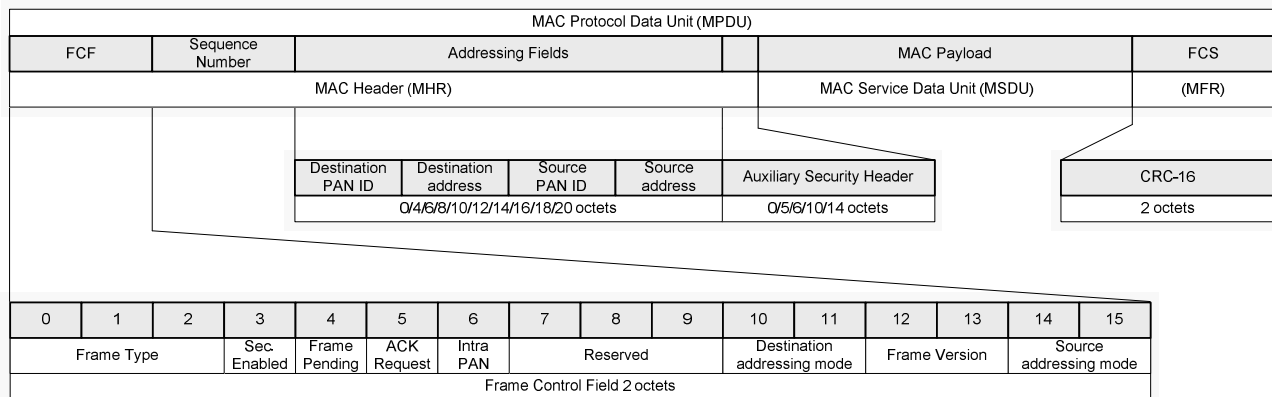 MAC Protocol Data Unit (MPDU)
FCF
Sequence
Number
Addressing Fields
MAC Payload
FCS
MAC Header (MHR)
MAC Service Data Unit (MSDU)
(MFR)
Destination
PAN ID
Destination
address
Source
PAN ID
Source
address
Auxiliary Security Header
CRC-16
0/4/6/8/10/12/14/16/18/20 octets
0/5/6/10/14 octets
2 octets
0 1 2 3 4 5 6 7 8 9 10 11 12 13 14 15
Frame Type
Sec.
Enabled
Frame
Pending
ACK
Request
Intra
PAN
Reserved
Destination
addressing mode
Frame Version
Source
addressing mode
Frame Control Field 2 octets